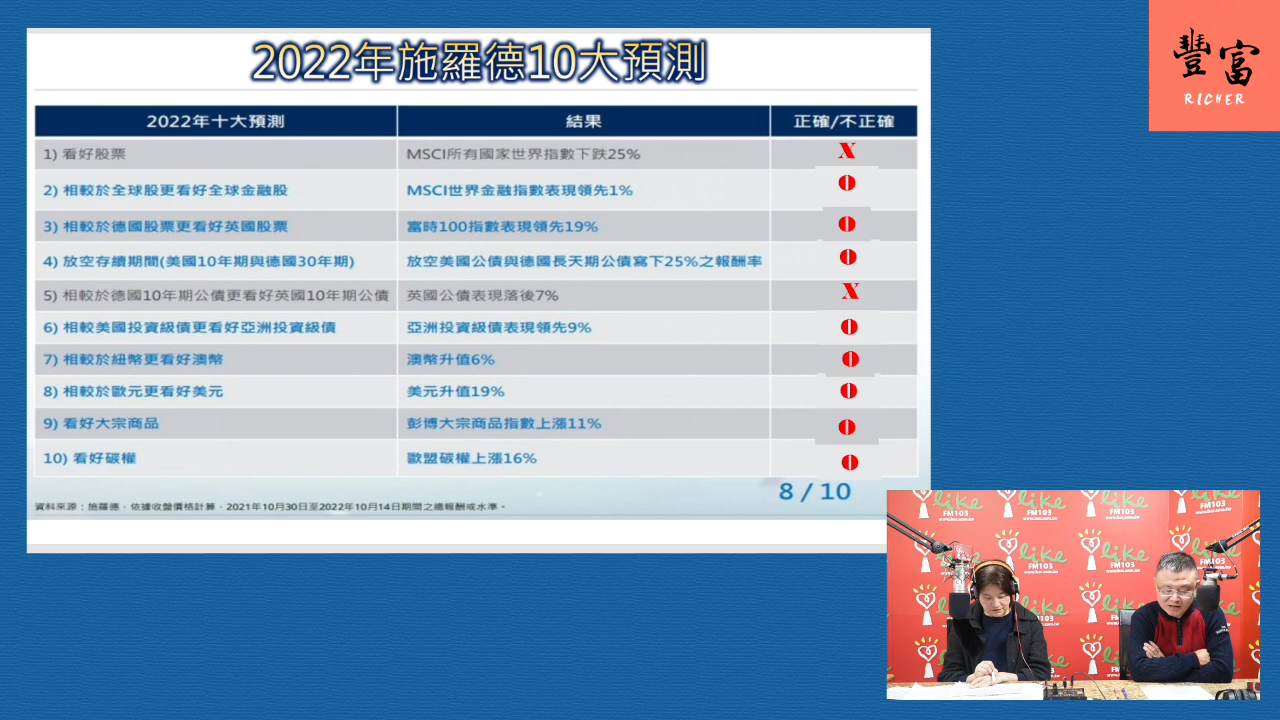 2022年施羅德10大預測
豐富
RICHER
2022年十大預測 結果 正確/不正確
1) 看好股票 MSCI所有國家世界指數下跌25% X
2) 相較於全球股更看好全球金融股 MSCI世界金融指數表現領先1% O
3) 相較於德國股票更看好英國股票 富時100指數表現領先19% O
4) 放空存續期間(美國10年期與德國30年期) 放空美國公債與德國長天期公債寫下25%之報酬率 O
5) 相較於德國10年期公債更看好英國10年期公債 英國公債表現落後7% X
6) 相較美國投資級債更看好亞洲投資級債 亞洲投資級債表現領先9% O
7) 相較於紐幣更看好澳幣 澳幣升值6% O
8) 相較於歐元更看好美元 美元升值19% O
9) 看好大宗商品 彭博大宗商品指數上漲11% O
10) 看好碳權 歐盟碳權上漲16% O
8 / 10
資料來源：施羅德，依據收盤價格計算，2021年10月30日至2022年10月14日期間之總報酬或水準。
like
FM103
www.bcc.com.tw